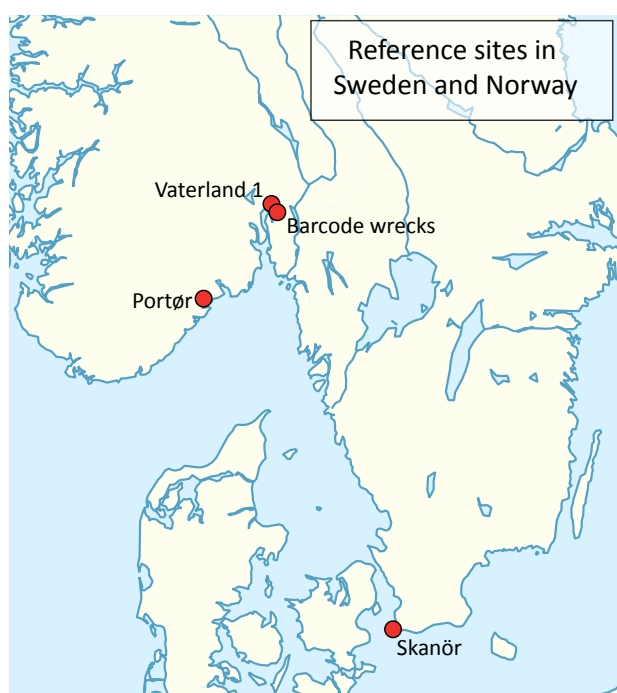 Reference sites in
Sweden and Norway
Vaterland 1
Barcode wrecks
Portør
Skanör